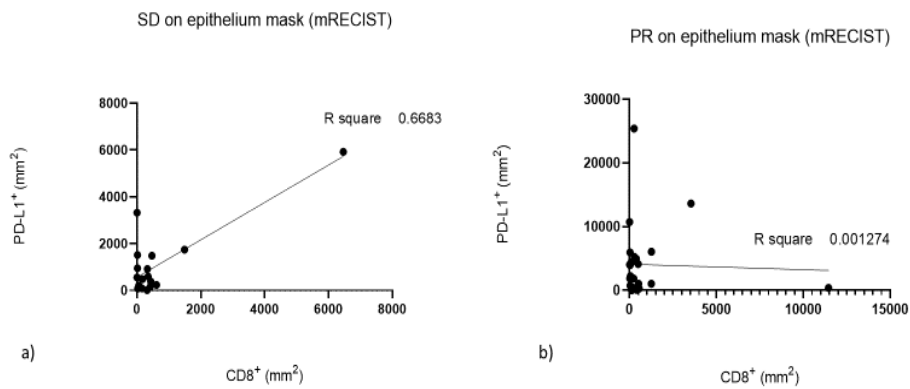 SD on epithelium mask (mRECIST)
PD-L1+ (mm2)
8000
6000
4000
2000
0
R square 0.6683
0 2000 4000 6000 8000
CD8+ (mm2)
a)
PR on epithelium mask (mRECIST)
PD-L1+ (mm2)
30000
20000
10000
0
R square 0.001274
0 5000 10000 15000
CD8+ (mm2)
b)